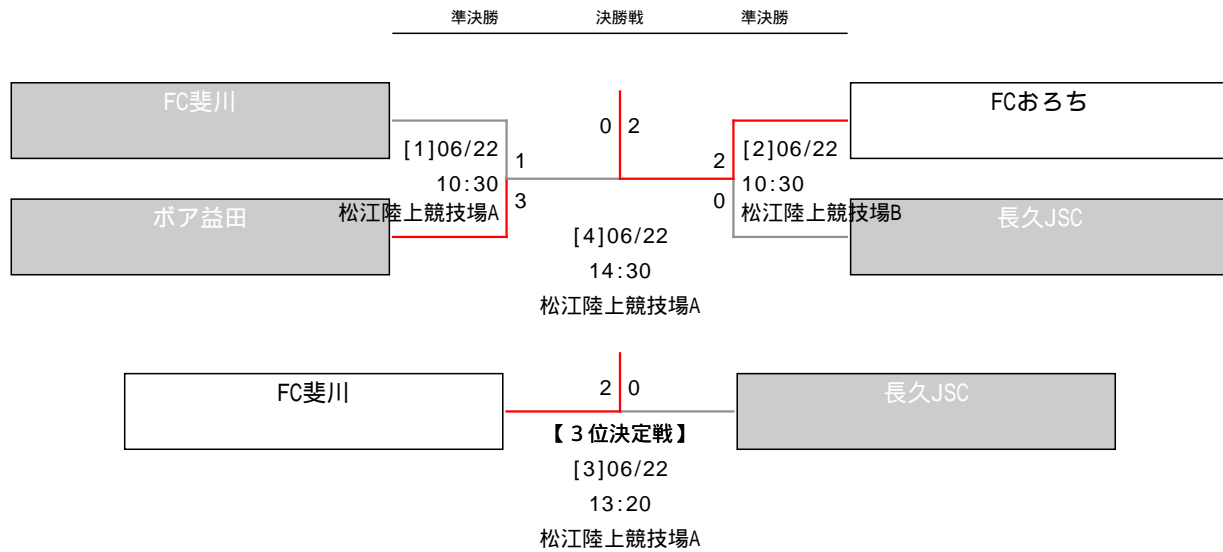 準決勝 決勝戦 準決勝
FC斐川
FCおろち
0 2
[1]06/22
1
2
[2]06/22
10:30
10:30
松江陸上競技場A
3
0
松江陸上競技場B
ボア益田
長久JSC
[4]06/22
14:30
松江陸上競技場A
FC斐川
2 0
長久JSC
【３位決定戦】
[3]06/22
13:20
松江陸上競技場A